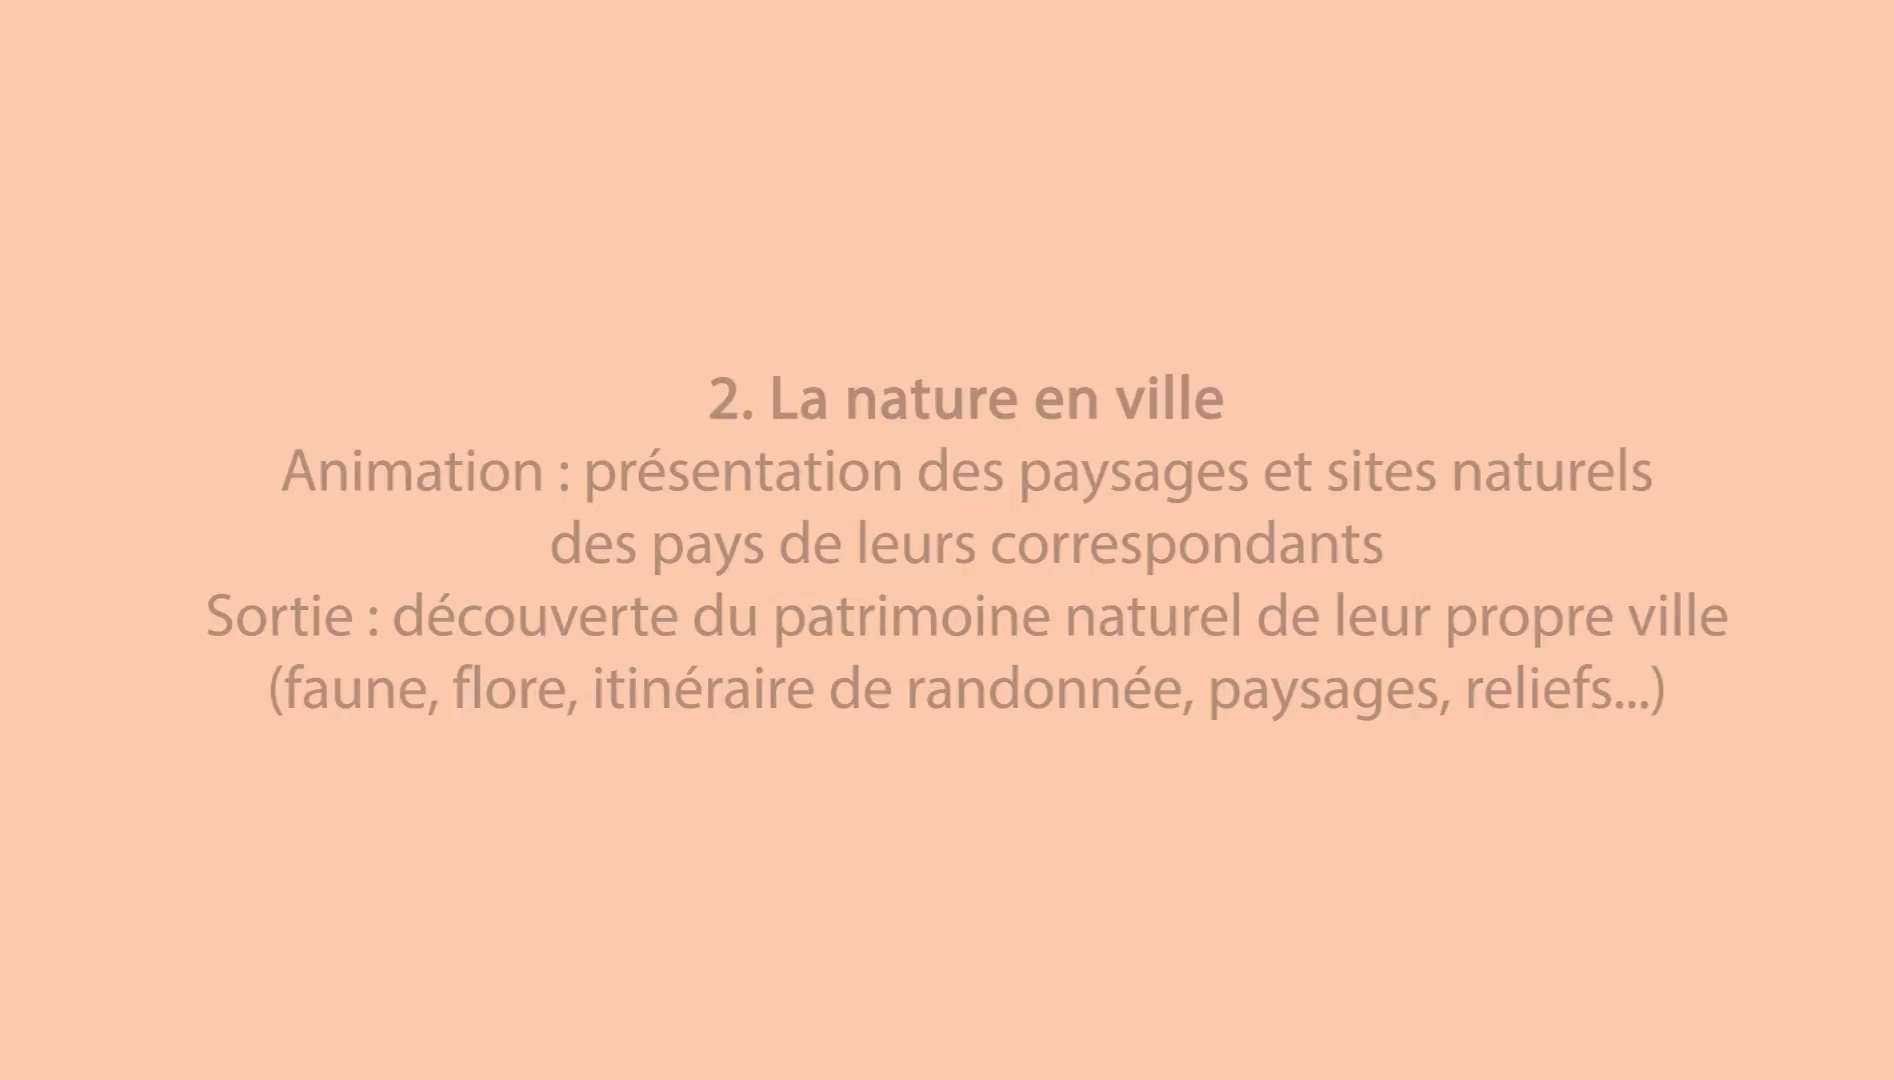 2. La nature en ville
Animation : présentation des paysages et sites naturels
des pays de leurs correspondants
Sortie : découverte du patrimoine naturel de leur propre ville
(faune, flore, itinéraire de randonnée, paysages, reliefs...)